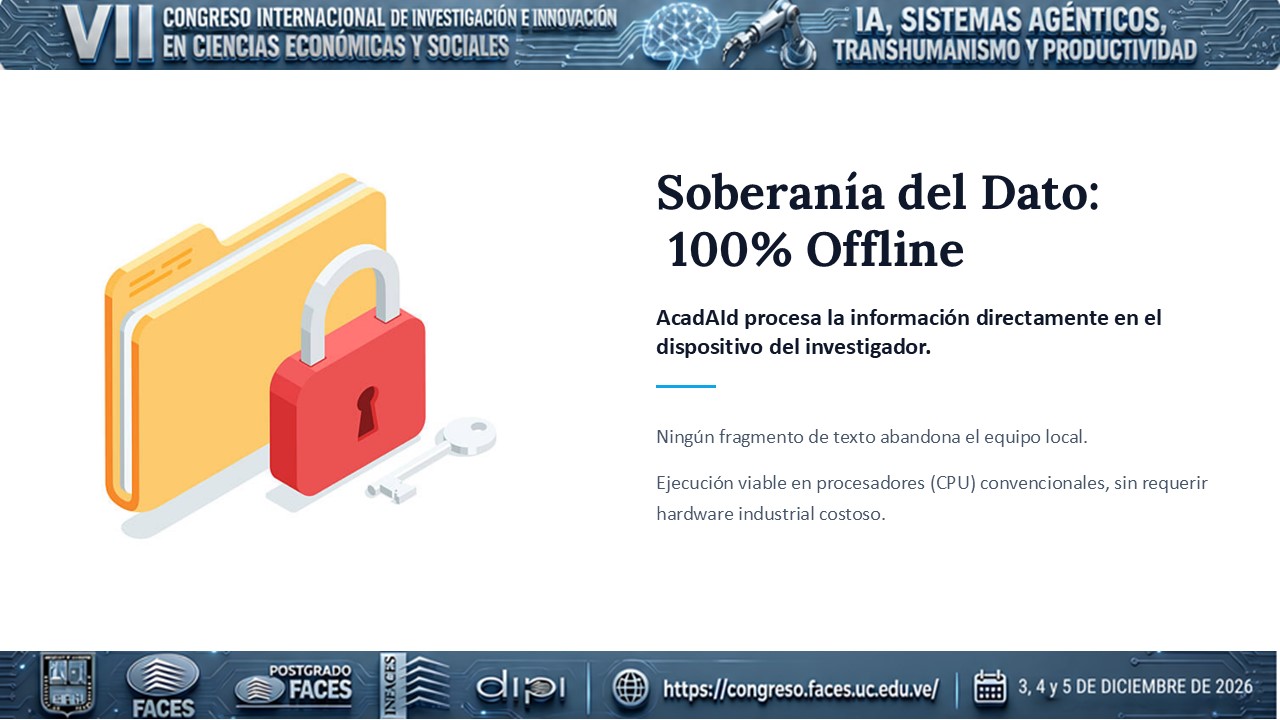 VII CONGRESO INTERNACIONAL DE INVESTIGACIÓN E INNOVACIÓN
EN CIENCIAS ECONÓMICAS Y SOCIALES
IA, SISTEMAS AGÉNTICOS,
TRANSHUMANISMO Y PRODUCTIVIDAD
Soberanía del Dato:
100% Offline
AcadAId procesa la información directamente en el
dispositivo del investigador.
Ningún fragmento de texto abandona el equipo local.
Ejecución viable en procesadores (CPU) convencionales, sin requerir
hardware industrial costoso.
FACES
POSTGRADO
FACES
INFACES
dipi
https://congreso.faces.uc.edu.ve/
3, 4 y 5 DE DICIEMBRE DE 2026